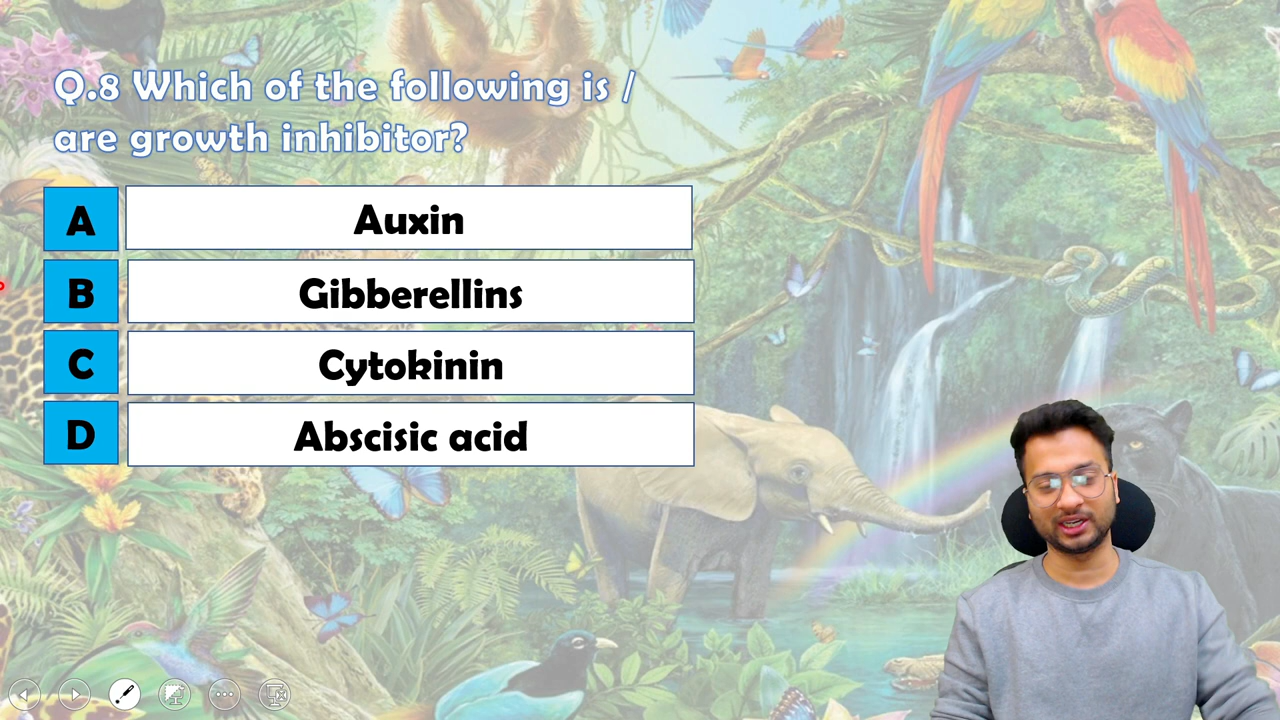 Q.8 Which of the following is /
are growth inhibitor?
A Auxin
B Gibberellins
C Cytokinin
D Abscisic acid